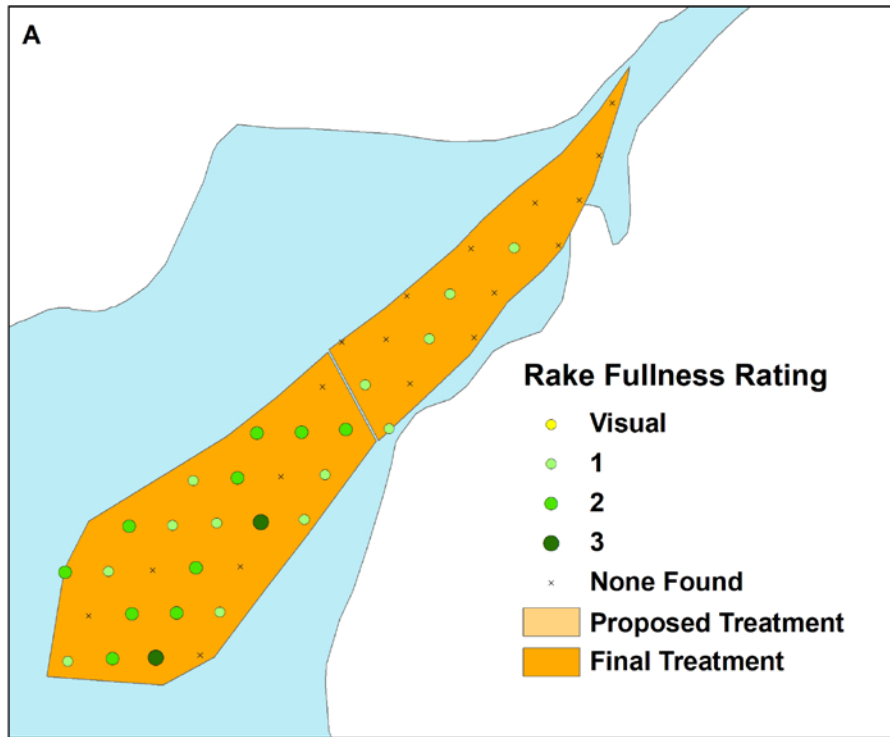 A
Rake Fullness Rating
Visual
1
2
3
None Found
Proposed Treatment
Final Treatment